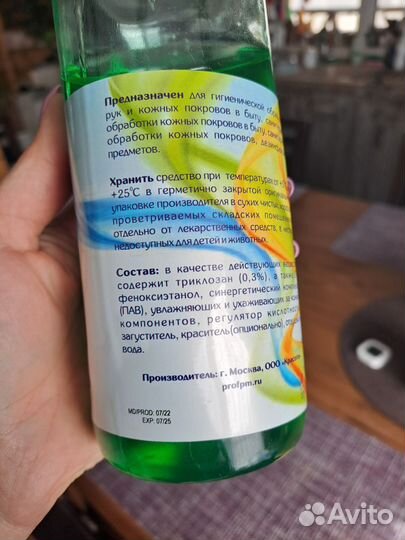 Предназначен для гигиенической
рук и кожных покровов в быту,
обработки кожных покровов в быту,
обработки кожных покровов,
предметов.
Хранить средство при температурах от
+25°C в герметично закрытой
упаковке производителя в сухих чистых,
проветриваемых складских
отдельно от лекарственных средств, в
недоступных для детей и животных.
Состав: в качестве действующих
содержит триклозан (0,3%), а
феноксиэтанол, синергетический
(ПАВ), увлажняющих и ухаживающих за
компонентов, регулятор
загуститель, краситель(опционально),
вода.
Производитель: г. Москва, ООО
profpm.ru
MD/PROD: 07/22
EXP: 07/25
Avito